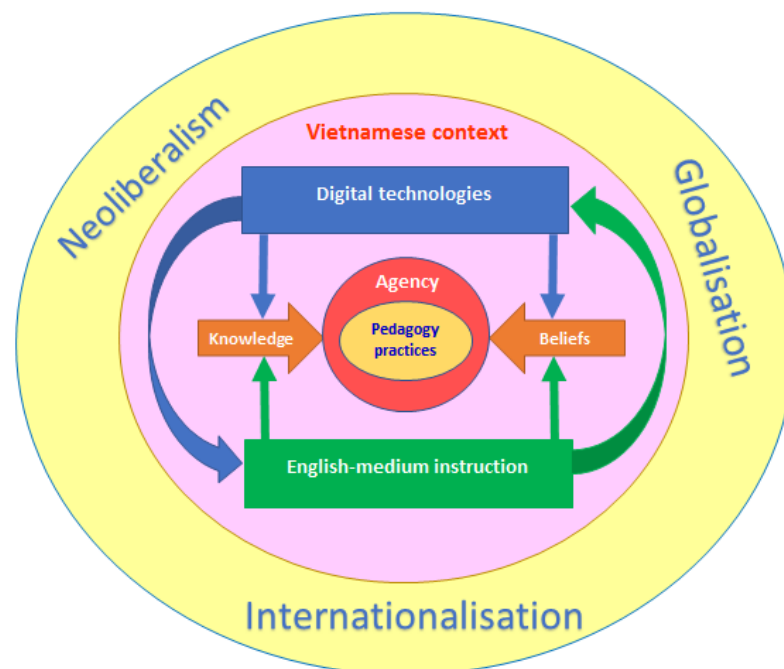 Neoliberalism
Globalisation
Vietnamese context
Digital technologies
Agency
Knowledge
Pedagogy
practices
Beliefs
English-medium instruction
Internationalisation